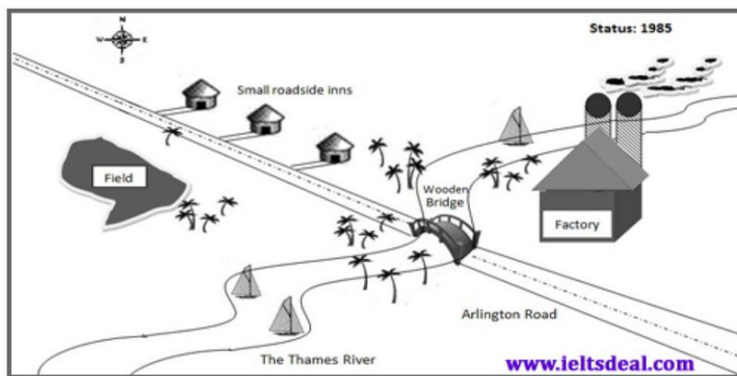 Status: 1985
N
W E
S
Small roadside inns
Field
Wooden
Bridge
Factory
Arlington Road
The Thames River
www.ieltsdeal.com